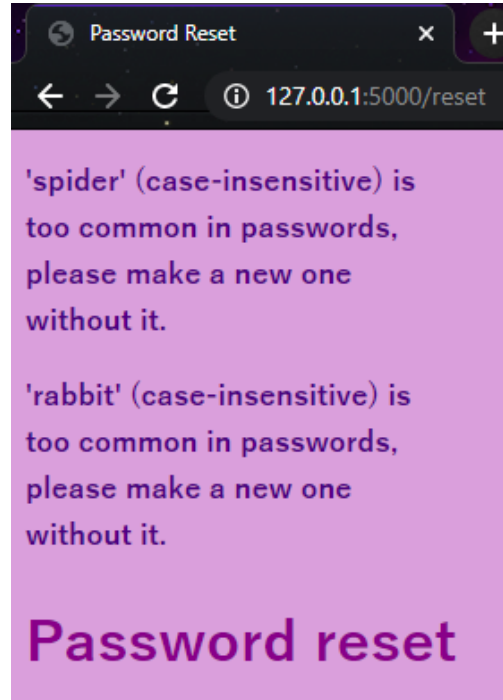 Password Reset
127.0.0.1:5000/reset
'spider' (case-insensitive) is
too common in passwords,
please make a new one
without it.
'rabbit' (case-insensitive) is
too common in passwords,
please make a new one
without it.
Password reset